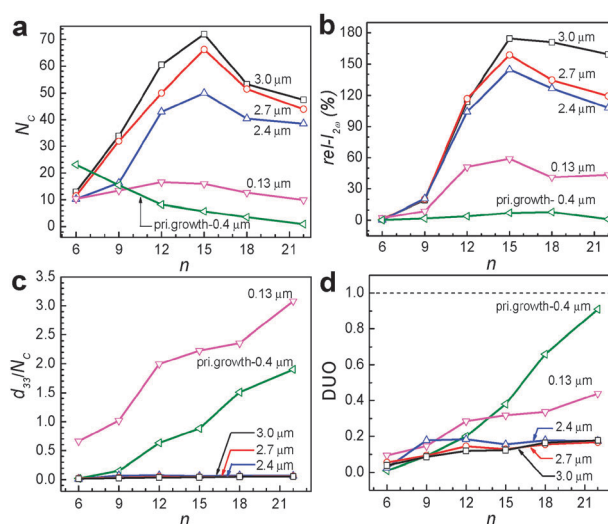 a
70
60
50
40
30
20
10
0
N_c
3.0 μm
2.7 μm
2.4 μm
0.13 μm
pri.growth-0.4 μm
6 9 12 15 18 21
n
b
180
150
120
90
60
30
0
rel-I_2ω (%)
3.0 μm
2.7 μm
2.4 μm
0.13 μm
pri.growth- 0.4 μm
6 9 12 15 18 21
n
c
3.5
3.0
2.5
2.0
1.5
1.0
0.5
0.0
d_33/N_c
0.13 μm
pri.growth-0.4 μm
3.0 μm
2.7 μm
2.4 μm
6 9 12 15 18 21
n
d
1.0
0.8
0.6
0.4
0.2
0.0
DUO
pri.growth-0.4 μm
0.13 μm
2.4 μm
2.7 μm
3.0 μm
6 9 12 15 18 21
n